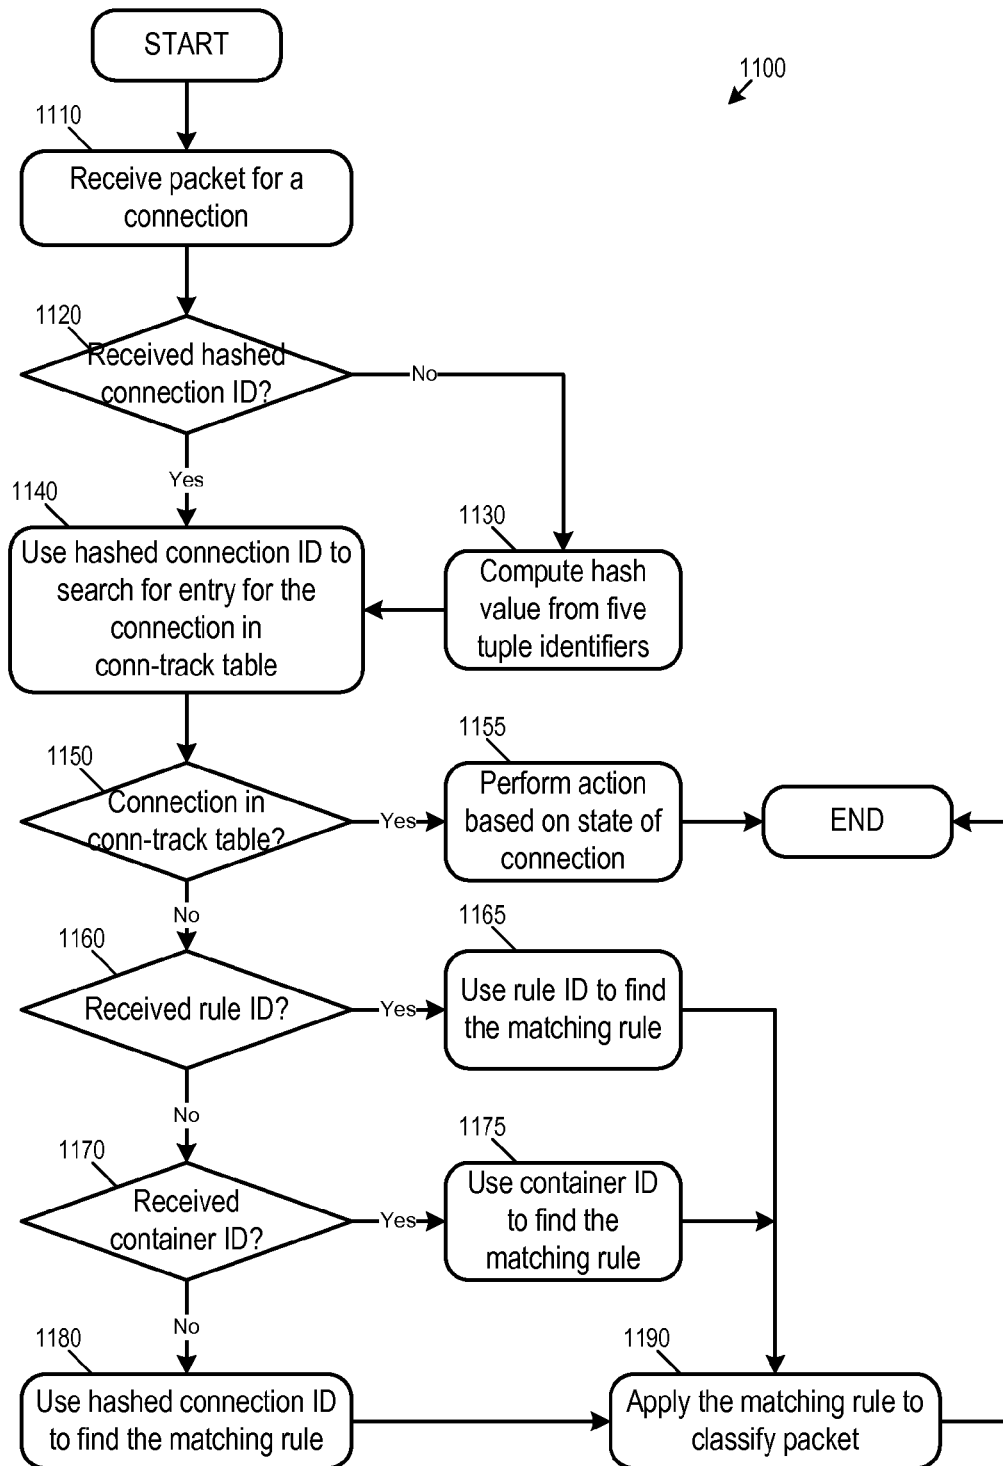 START
1100
1110
Receive packet for a
connection
1120
Received hashed
connection ID?
No
Yes
1140
Use hashed connection ID to
search for entry for the
connection in
conn-track table
1130
Compute hash
value from five
tuple identifiers
1150
Connection in
conn-track table?
Yes
1155
Perform action
based on state of
connection
END
No
1160
Received rule ID?
Yes
1165
Use rule ID to find
the matching rule
No
1170
Received
container ID?
Yes
1175
Use container ID
to find the
matching rule
No
1180
Use hashed connection ID
to find the matching rule
1190
Apply the matching rule to
classify packet